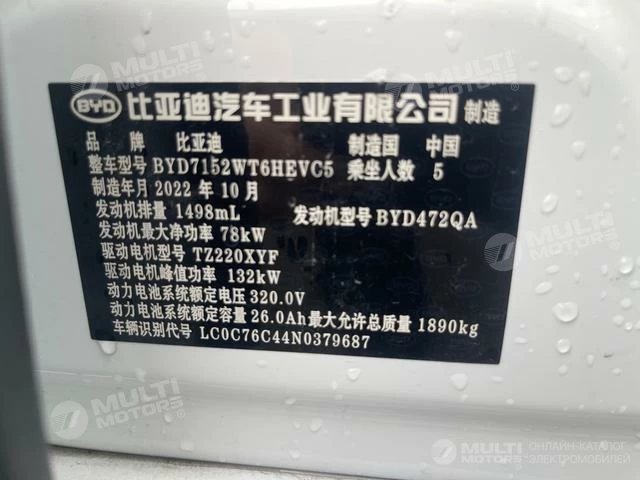 BYD 比亚迪汽车工业有限公司 制造
品 牌 比亚迪 制造国 中国
整车型号 BYD7152WT6HEVC5 乘坐人数 5
制造年月 2022 年 10 月
发动机排量 1498mL 发动机型号 BYD472QA
发动机最大净功率 78kW
驱动电机型号 TZ220XYF
驱动电机峰值功率 132kW
动力电池系统额定电压 320.0V
动力电池系统额定容量 26.0Ah 最大允许总质量 1890kg
车辆识别代号 LC0C76C44N0379687
MULTI MOTORS
MULTI MOTORS
MULTI MOTORS
MULTI MOTORS
MULTI MOTORS
MULTI MOTORS ОНЛАЙН-КАТАЛОГ ЭЛЕКТРОМОБИЛЕЙ